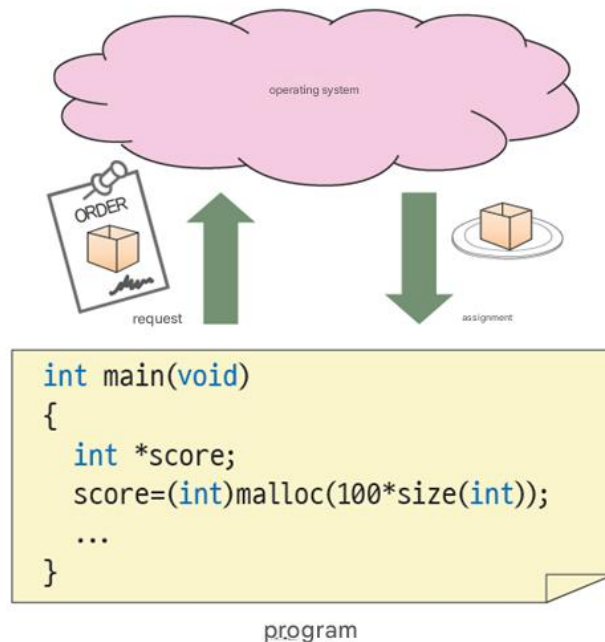 operating system
ORDER
request
assignment
int main(void)
{
int *score;
score=(int)malloc(100*size(int));
...
}
program